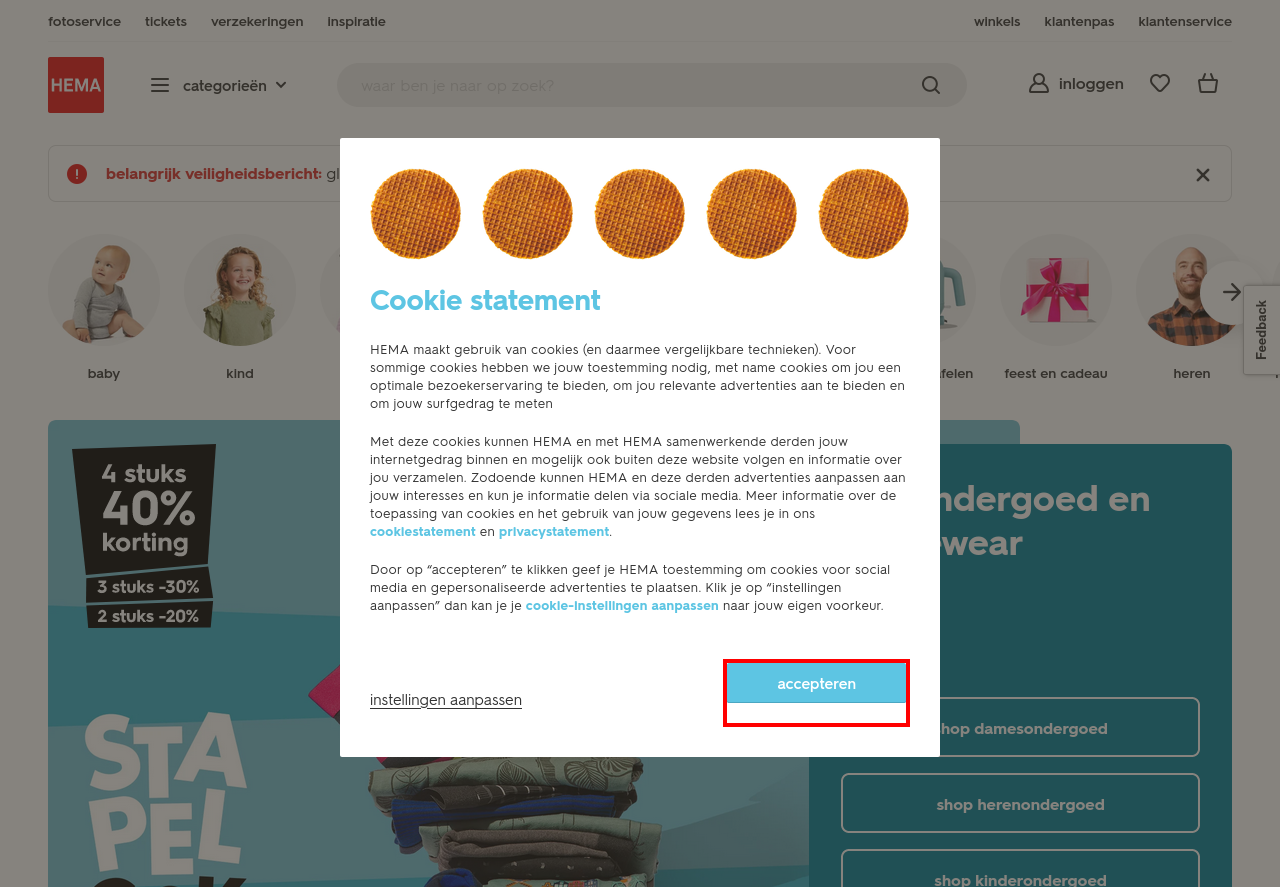 fotoservice tickets verzekeringen inspiratie winkels klantenpas klantenservice
HEMA categorieën waar ben je naar op zoek? inloggen
belangrijk veiligheidsbericht:
Cookie statement
HEMA maakt gebruik van cookies (en daarmee vergelijkbare technieken). Voor
sommige cookies hebben we jouw toestemming nodig, met name cookies om jou een
optimale bezoekerservaring te bieden, om jou relevante advertenties aan te bieden en
om jouw surfgedrag te meten
Feedback
baby kind feest en cadeau heren
Met deze cookies kunnen HEMA en met HEMA samenwerkende derden jouw
internetgedrag binnen en mogelijk ook buiten deze website volgen en informatie over
jou verzamelen. Zodoende kunnen HEMA en deze derden advertenties aanpassen aan
jouw interesses en kun je informatie delen via sociale media. Meer informatie over de
toepassing van cookies en het gebruik van jouw gegevens lees je in ons
cookiestatement en privacystatement.
Door op “accepteren” te klikken geef je HEMA toestemming om cookies voor social
media en gepersonaliseerde advertenties te plaatsen. Klik je op “instellingen
aanpassen” dan kan je je cookie-instellingen aanpassen naar jouw eigen voorkeur.
instellingen aanpassen accepteren
4 stuks
40%
korting
3 stuks -30%
2 stuks -20%
STA
PEL
en
shop damesondergoed
shop herenondergoed
shop kinderondergoed